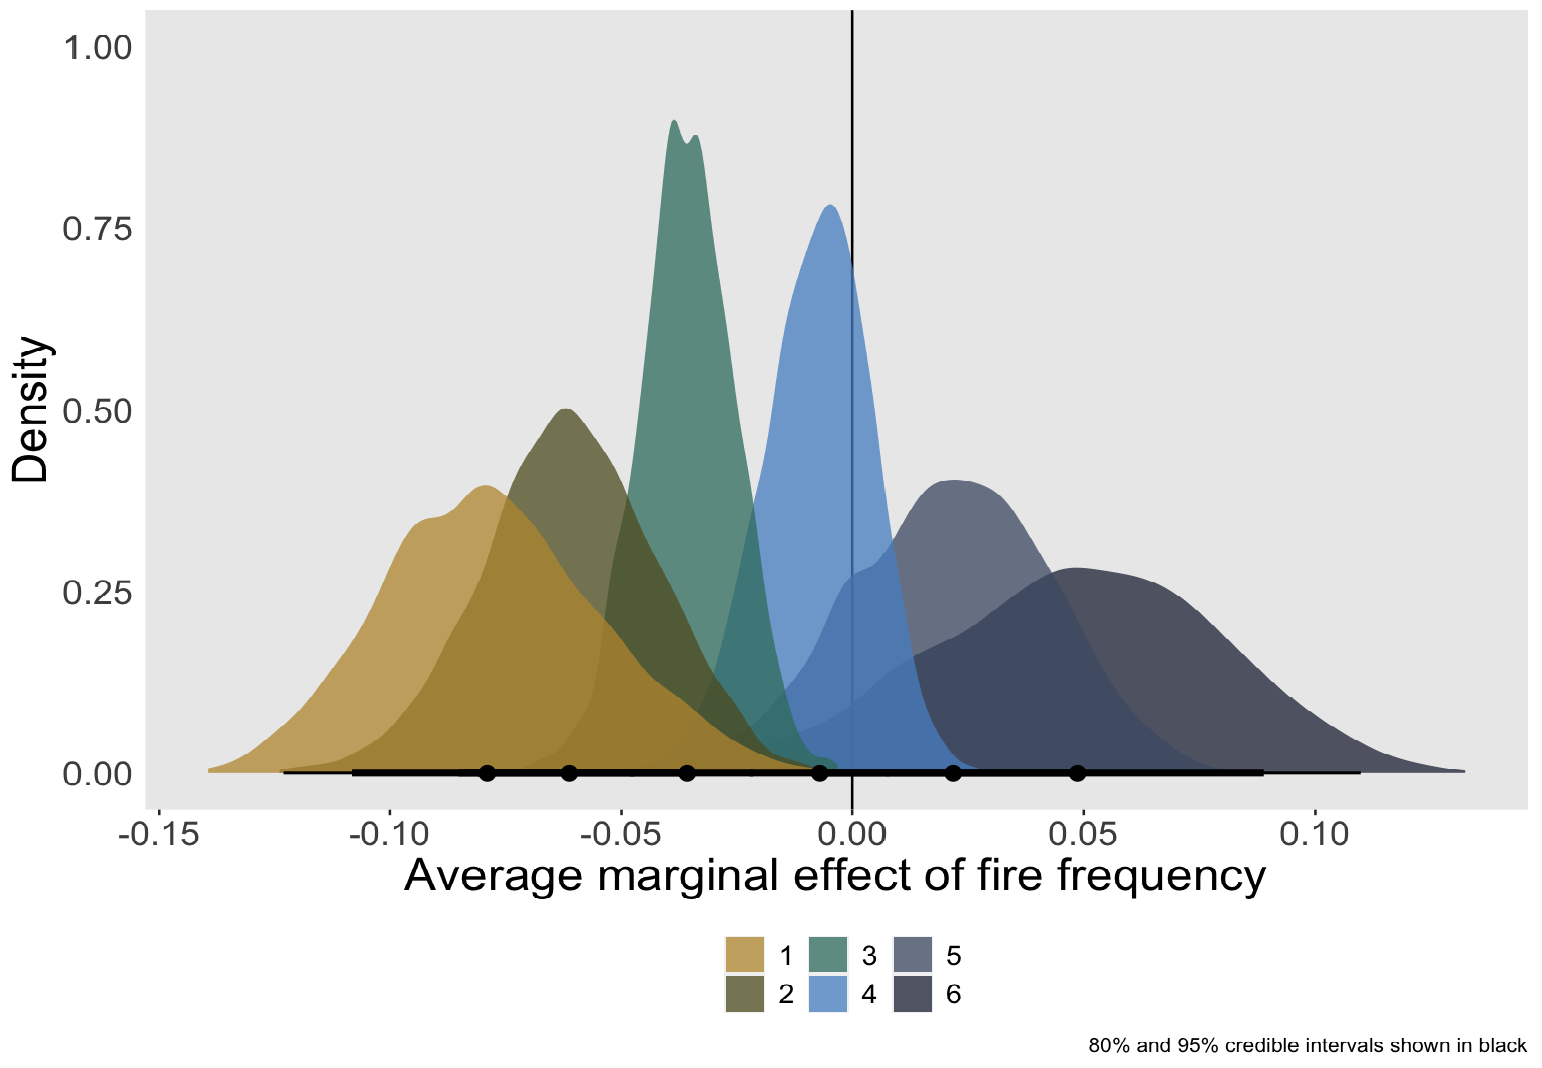 1.00
0.75
0.50
0.25
0.00
Density
-0.15 -0.10 -0.05 0.00 0.05 0.10
Average marginal effect of fire frequency
1 3 5
2 4 6
80% and 95% credible intervals shown in black